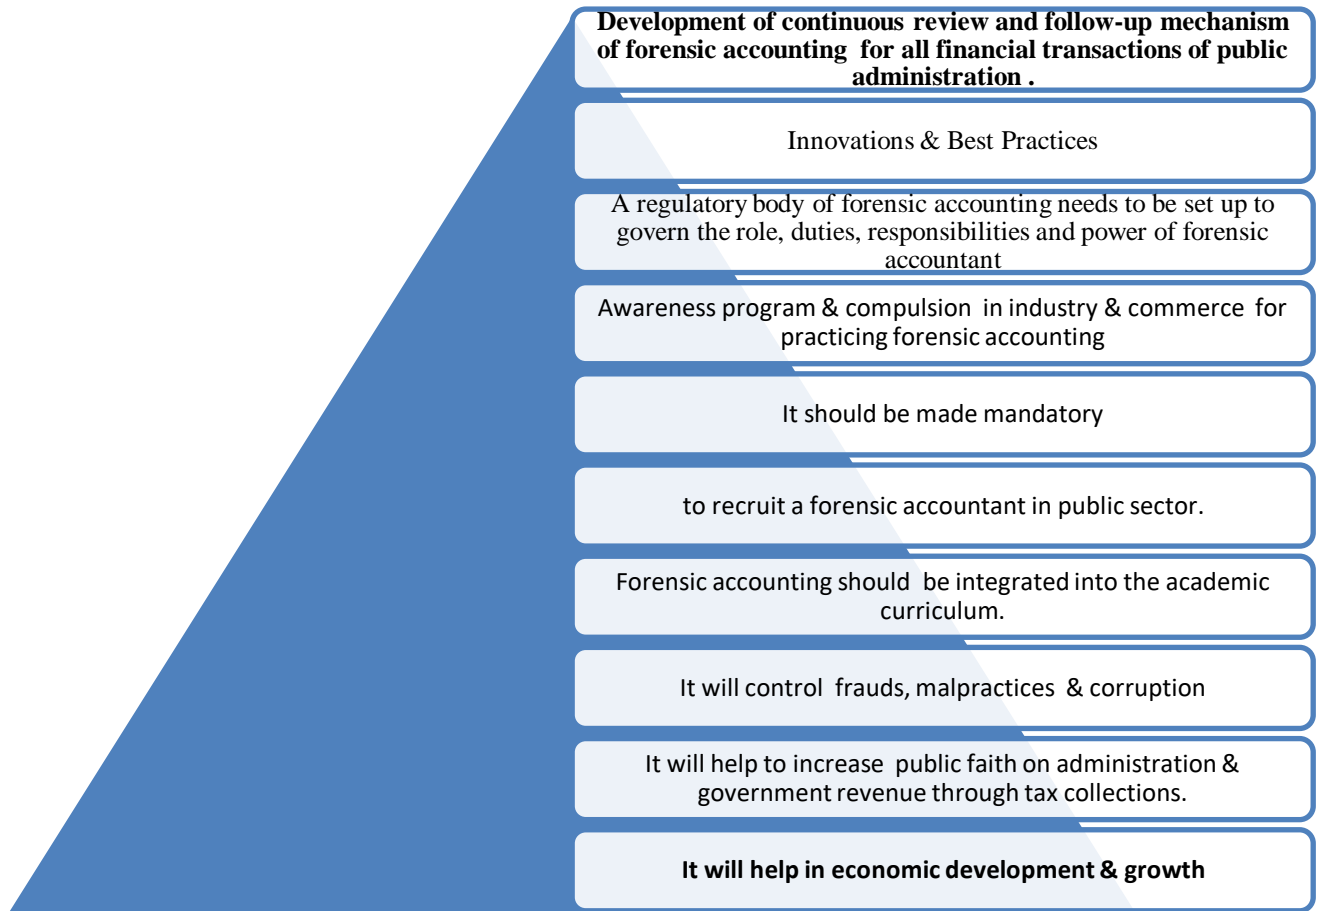 Development of continuous review and follow-up mechanism
of forensic accounting for all financial transactions of public
administration .
Innovations & Best Practices
A regulatory body of forensic accounting needs to be set up to
govern the role, duties, responsibilities and power of forensic
accountant
Awareness program & compulsion in industry & commerce for
practicing forensic accounting
It should be made mandatory
to recruit a forensic accountant in public sector.
Forensic accounting should be integrated into the academic
curriculum.
It will control frauds, malpractices & corruption
It will help to increase public faith on administration &
government revenue through tax collections.
It will help in economic development & growth